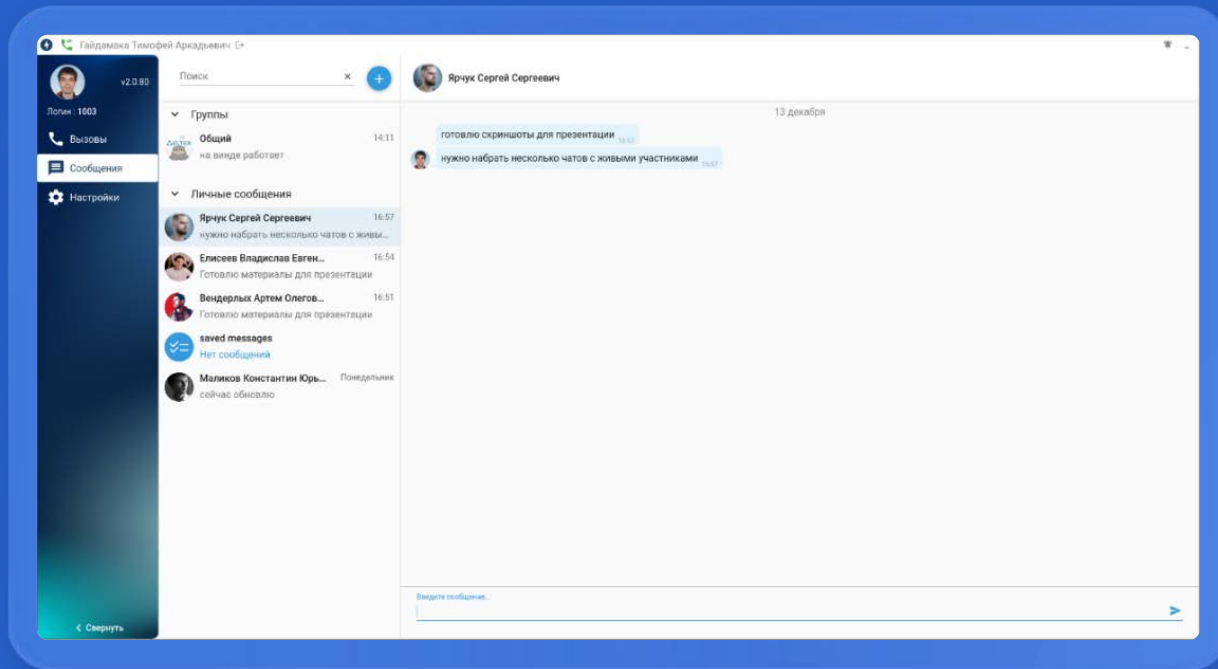 Гайдамака Тимофей Аркадьевич
v2.0.80
Логин : 1003
Вызовы
Сообщения
Настройки
Свернуть
Поиск
Группы
Общий 14:11
на винде работает
Личные сообщения
Ярчук Сергей Сергеевич 16:57
нужно набрать несколько чатов с живы...
Елисеев Владислав Евген... 16:54
Готовлю материалы для презентации
Вендерлых Артем Олегов... 16:51
Готовлю материалы для презентации
saved messages
Нет сообщений
Маликов Константин Юрь... Понедельник
сейчас обновлю
Ярчук Сергей Сергеевич
13 декабря
готовлю скриншоты для презентации
нужно набрать несколько чатов с живыми участниками 16:57
Введите сообщение...